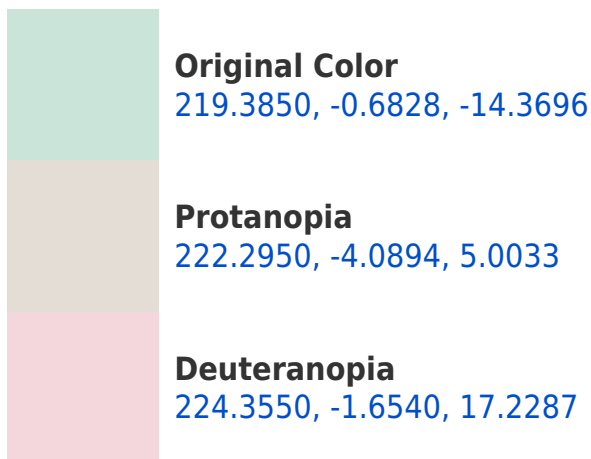 Original Color
219.3850, -0.6828, -14.3696
Protanopia
222.2950, -4.0894, 5.0033
Deuteranopia
224.3550, -1.6540, 17.2287